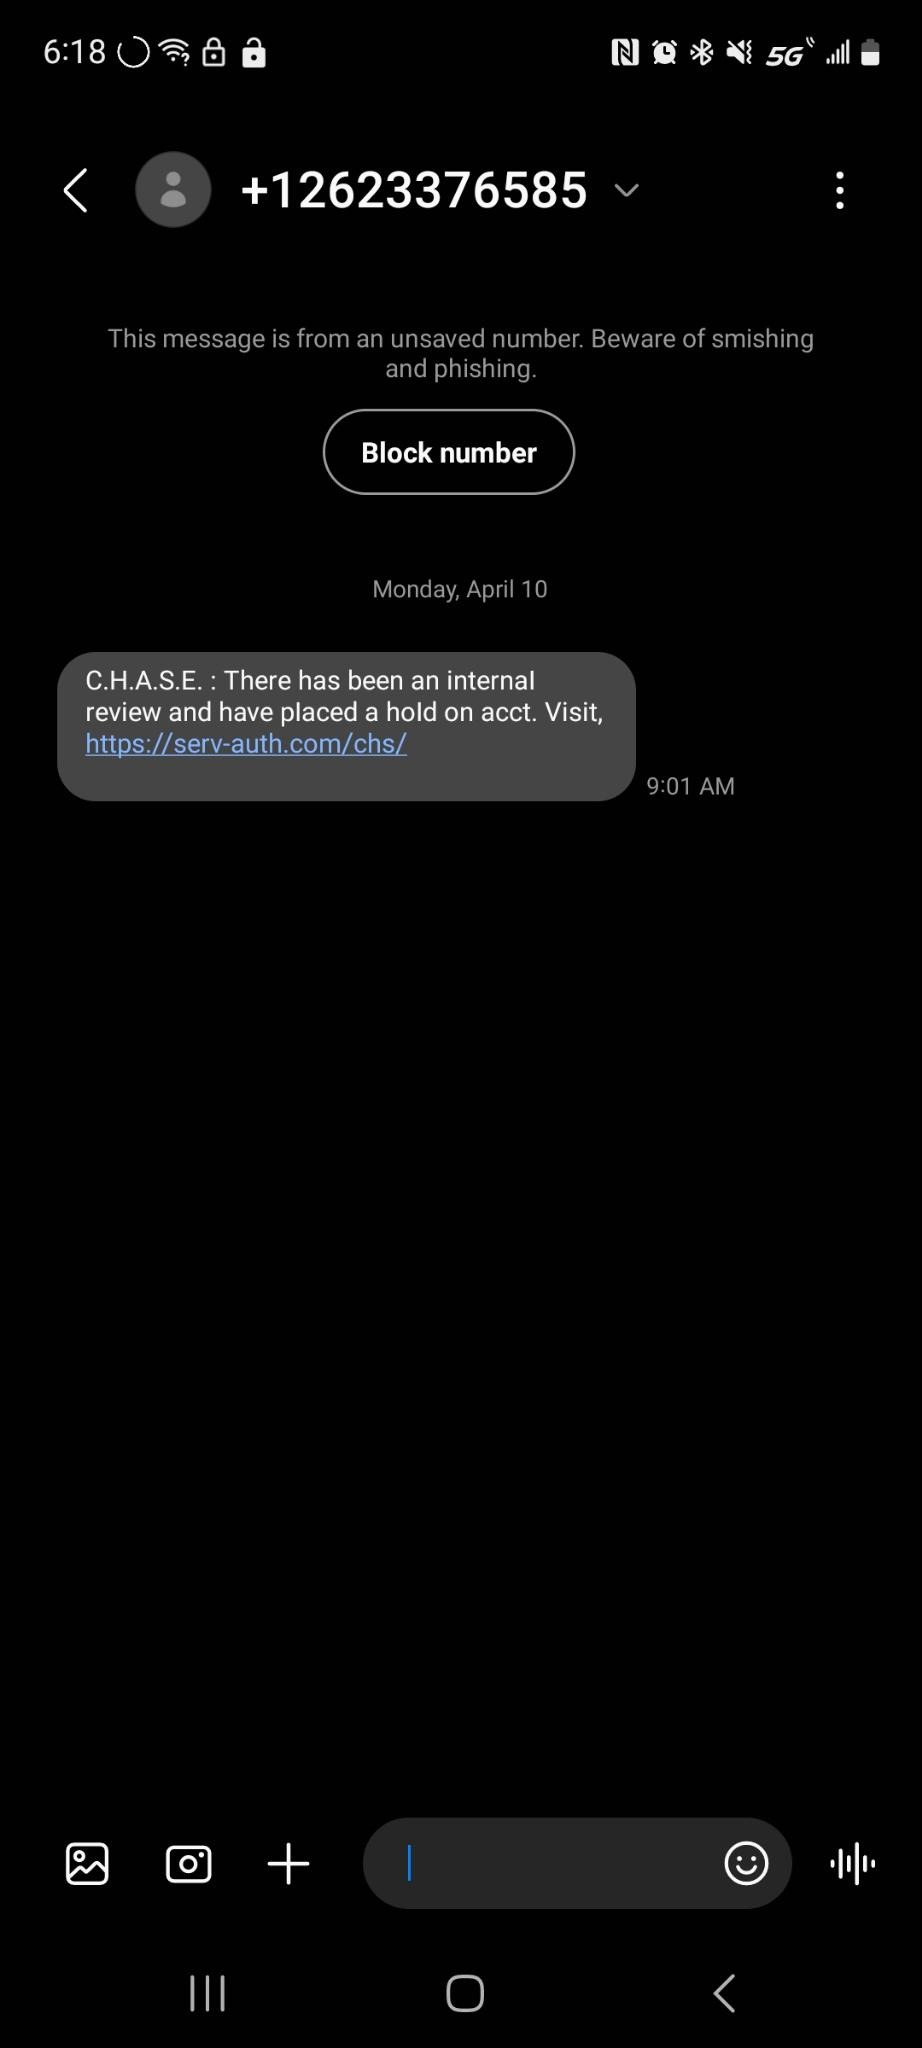 6:18
5G
+12623376585
This message is from an unsaved number. Beware of smishing
and phishing.
Block number
Monday, April 10
C.H.A.S.E. : There has been an internal
review and have placed a hold on acct. Visit,
https://serv-auth.com/chs/
9:01 AM